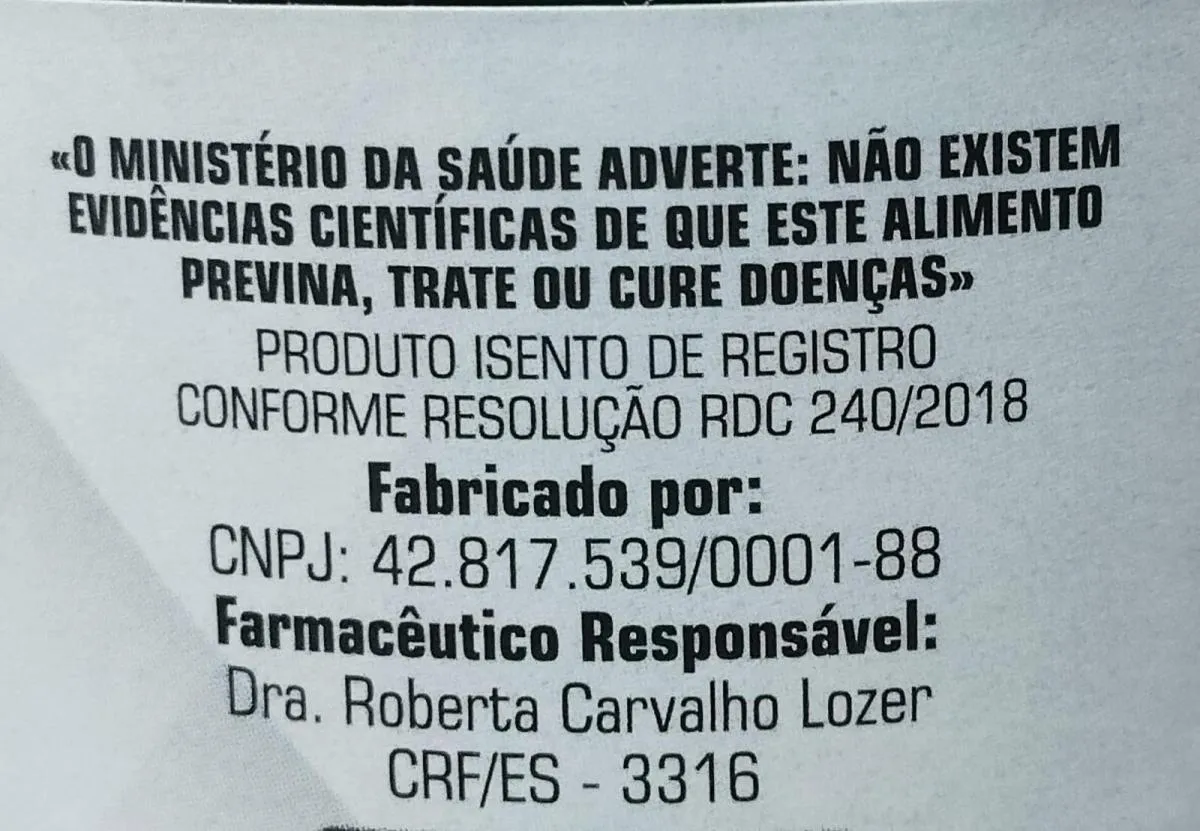 «O MINISTÉRIO DA SAÚDE ADVERTE: NÃO EXISTEM
EVIDÊNCIAS CIENTÍFICAS DE QUE ESTE ALIMENTO
PREVINA, TRATE OU CURE DOENÇAS»
PRODUTO ISENTO DE REGISTRO
CONFORME RESOLUÇÃO RDC 240/2018
Fabricado por:
CNPJ: 42.817.539/0001-88
Farmacêutico Responsável:
Dra. Roberta Carvalho Lozer
CRF/ES - 3316